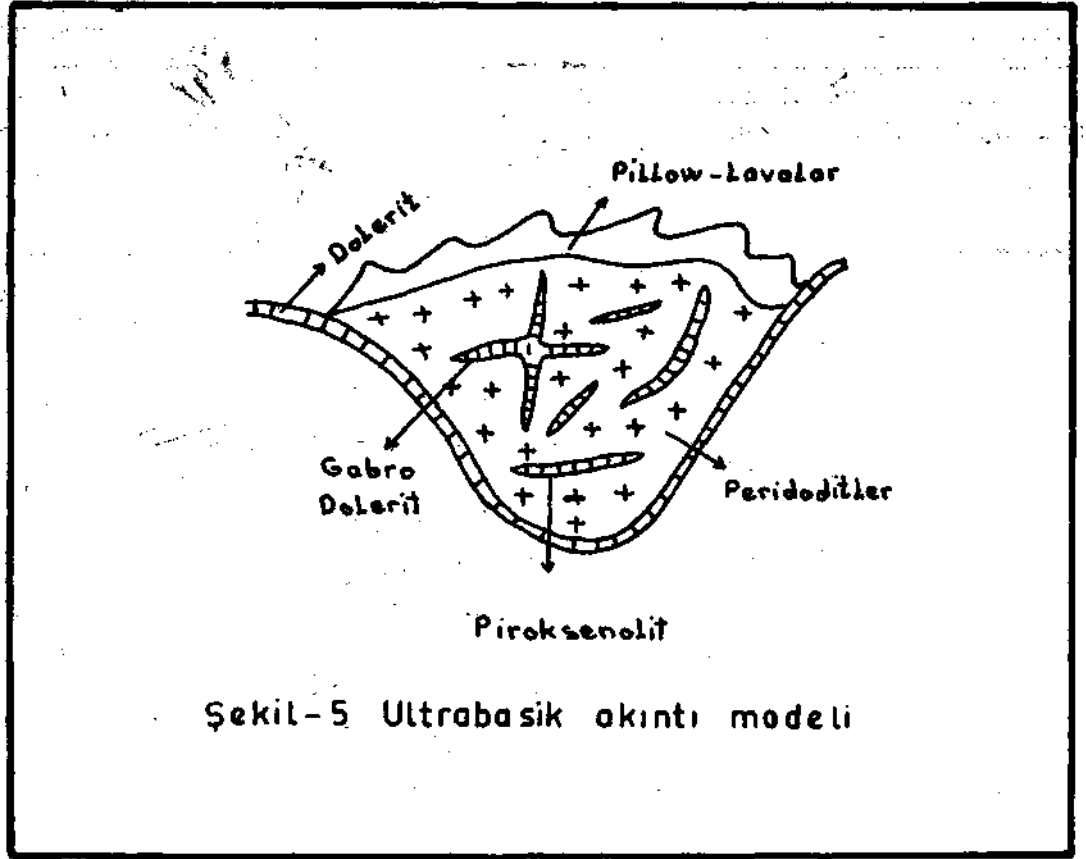 Pillow-Lavalar
Dolerit
Gabro
Dolerit
Peridoditler
Piroksenolit
Şekil-5 Ultrabasik akıntı modeli